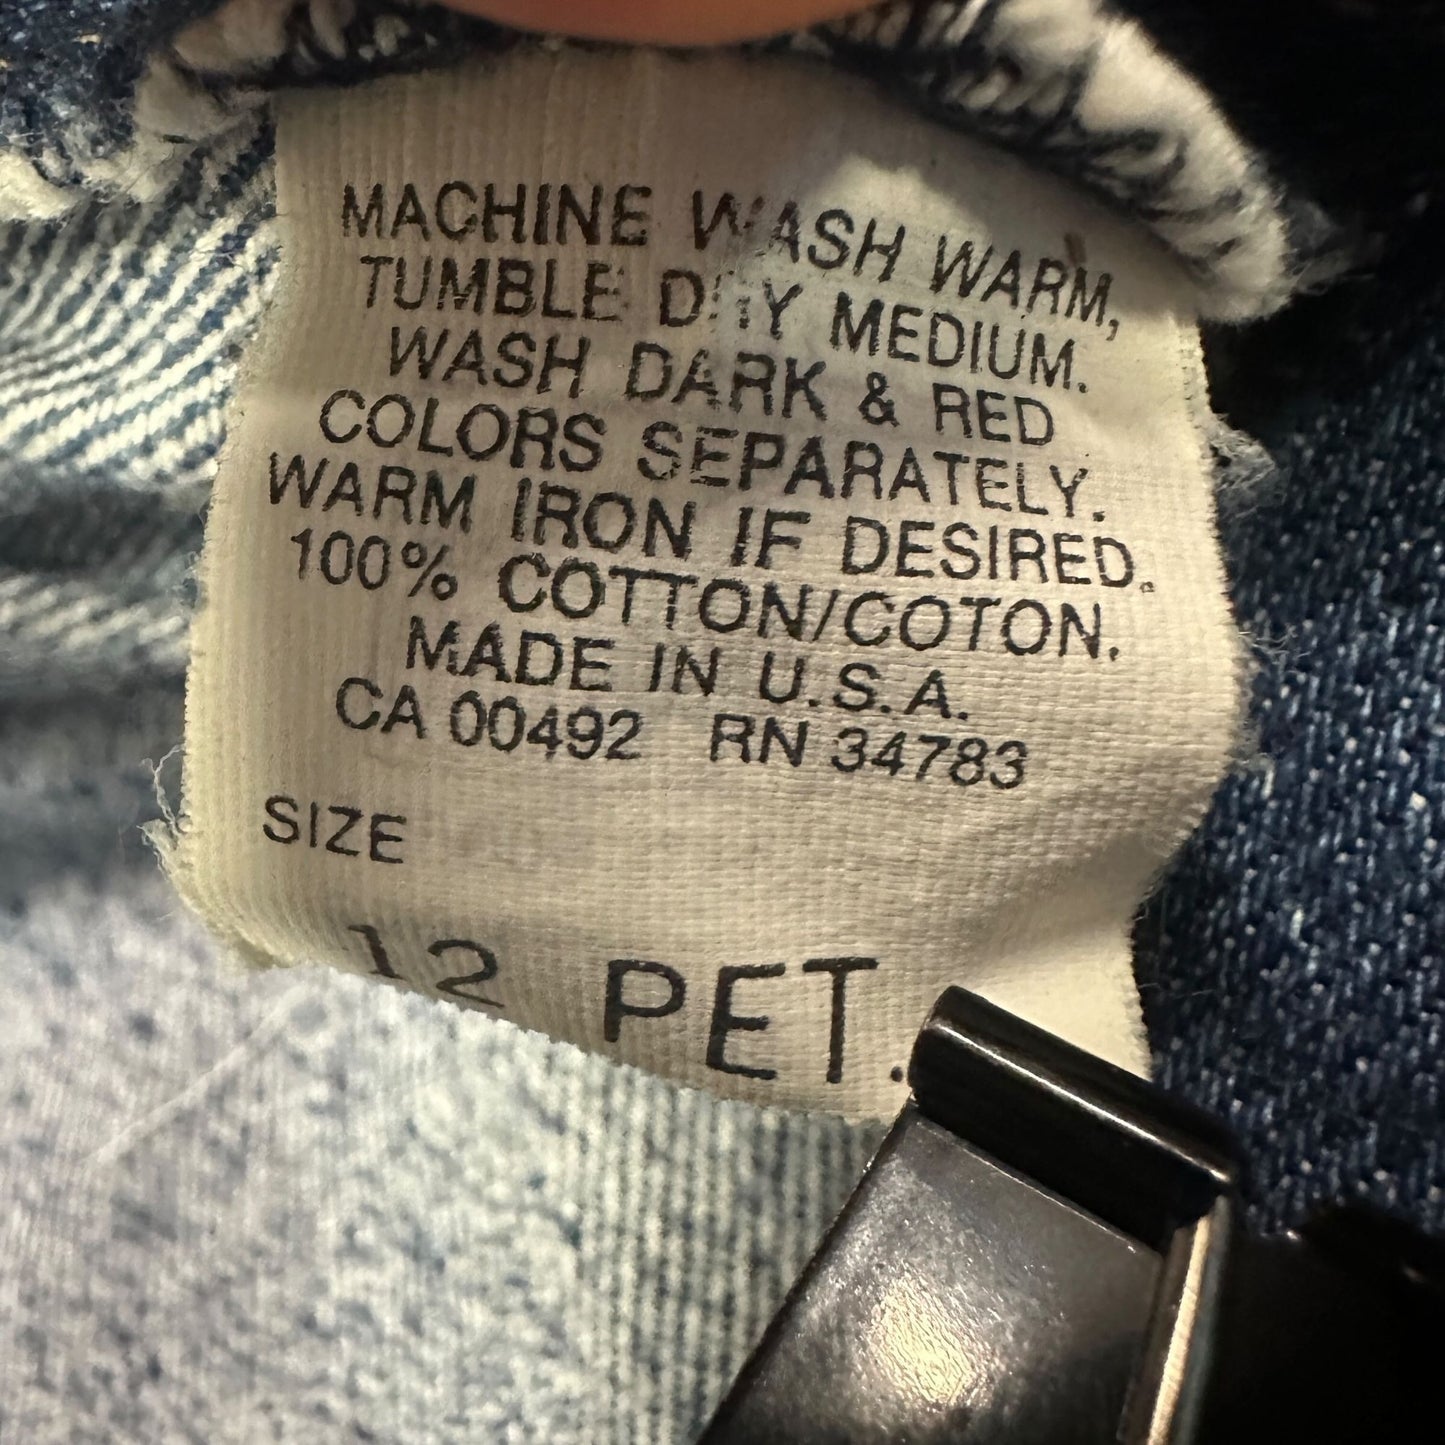 MACHINE WASH WARM,
TUMBLE DRY MEDIUM.
WASH DARK & RED
COLORS SEPARATELY.
WARM IRON IF DESIRED.
100% COTTON/COTON.
MADE IN U.S.A.
CA 00492 RN 34783
SIZE
12 PET.